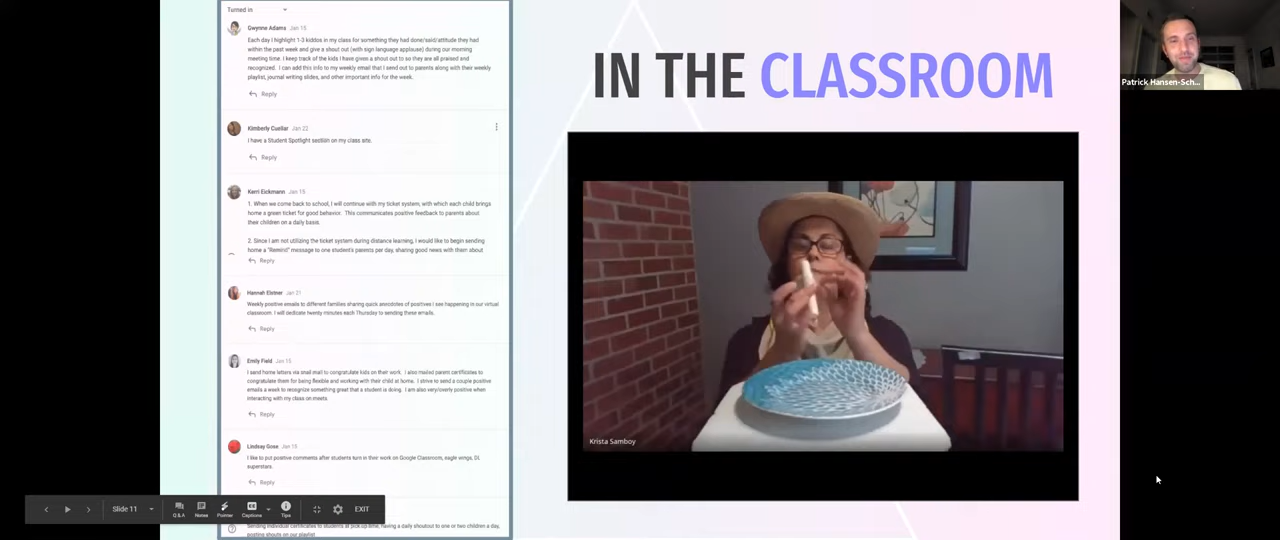 Turned in
Gwynne Adams Jan 15
Each day I highlight 1-3 kiddos in my class for something they had done/said/attitude they had
within the past week and give a shout out (with sign language applause) during our morning
meeting time. I keep track of the kids I have given a shout out to so they are all praised and
recognized. I can add this info to my weekly email that I send out to parents along with their weekly
playlist, journal writing slides, and other important info for the week.
Reply
Kimberly Cuellar Jan 22
I have a Student Spotlight section on my class site.
Reply
Kerri Eickmann Jan 15
1. When we come back to school, I will continue with my ticket system, with which each child brings
home a green ticket for good behavior. This communicates positive feedback to parents about
their children on a daily basis.
2. Since I am not utilizing the ticket system during distance learning, I would like to begin sending
home a "Remind" message to one student's parents per day, sharing good news with them about
Reply
Hannah Elstner Jan 21
Weekly positive emails to different families sharing quick anecdotes of positives I see happening in our virtual
classroom. I will dedicate twenty minutes each Thursday to sending these emails.
Reply
Emily Field Jan 15
I send home letters via snail mail to congratulate kids on their work. I also mailed parent certificates to
congratulate them for being flexible and working with their child at home. I strive to send a couple positive
emails a week to recognize something great that a student is doing. I am also very/overly positive when
interacting with my class on meets.
Reply
Lindsay Gose Jan 15
I like to put positive comments after students turn in their work on Google Classroom, eagle wings, DL
superstars.
Reply
Sending individual certificates to students at pick up time, having a daily shoutout to one or two children a day,
posting shouts on our playlist
IN THE CLASSROOM
Krista Samboy
Patrick Hansen-Sch...
Slide 11
Q & A
Notes
Pointer
Captions
Tips
EXIT